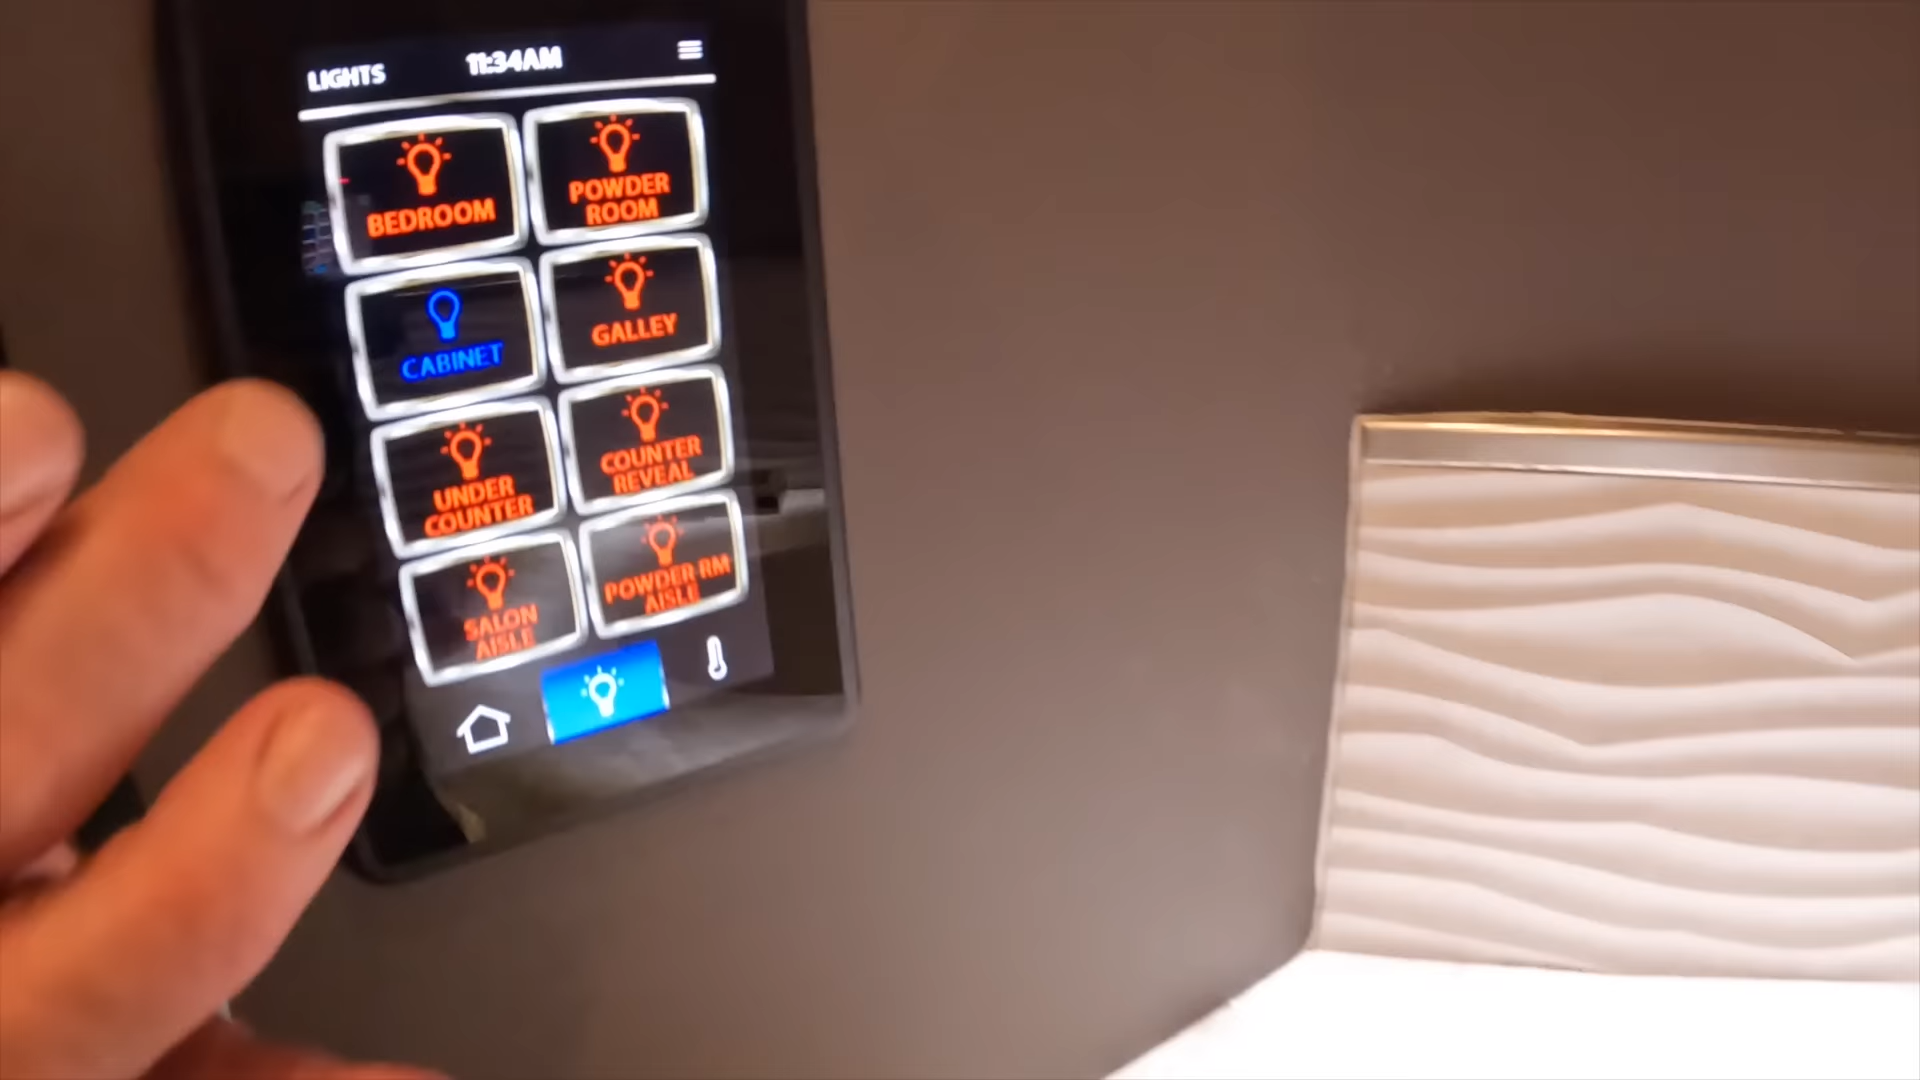 LIGHTS
11:34AM
BEDROOM
POWDER
ROOM
CABINET
GALLEY
UNDER
COUNTER
COUNTER
REVEAL
SALON
AISLE
POWDER RM
AISLE